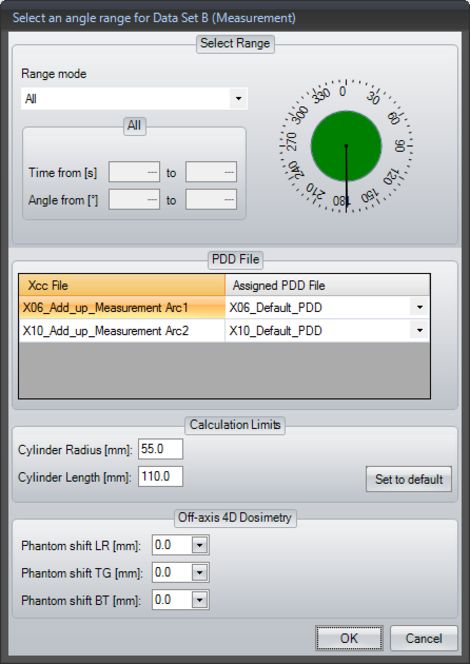 Select an angle range for Data Set B (Measurement)
Select Range
Range mode
All
All
Time from [s] --- to ---
Angle from [°] --- to ---
0 30 60 90 120 150 180 210 240 270 300 330
PDD File
Xcc File Assigned PDD File
X06_Add_up_Measurement Arc1 X06_Default_PDD
X10_Add_up_Measurement Arc2 X10_Default_PDD
Calculation Limits
Cylinder Radius [mm]: 55.0
Cylinder Length [mm]: 110.0
Set to default
Off-axis 4D Dosimetry
Phantom shift LR [mm]: 0.0
Phantom shift TG [mm]: 0.0
Phantom shift BT [mm]: 0.0
OK Cancel